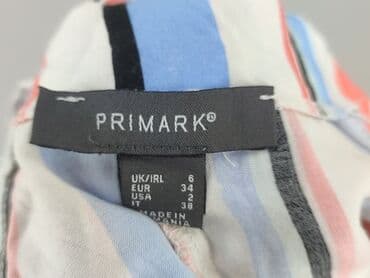 PRIMARK®
UK/IRL 6
EUR 34
USA 2
IT 38
MADE IN